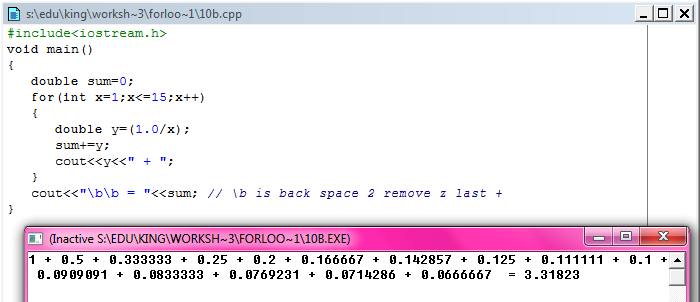 s:\edu\king\worksh~3\forloo~1\10b.cpp
#include<iostream.h>
void main()
{
double sum=0;
for(int x=1;x<=15;x++)
{
double y=(1.0/x);
sum+=y;
cout<<y<<" + ";
}
cout<<"\b\b = "<<sum; // \b is back space 2 remove z last +
}
(Inactive S:\EDU\KING\WORKSH~3\FORLOO~1\10B.EXE)
1 + 0.5 + 0.333333 + 0.25 + 0.2 + 0.166667 + 0.142857 + 0.125 + 0.111111 + 0.1 +
0.0909091 + 0.0833333 + 0.0769231 + 0.0714286 + 0.0666667  = 3.31823